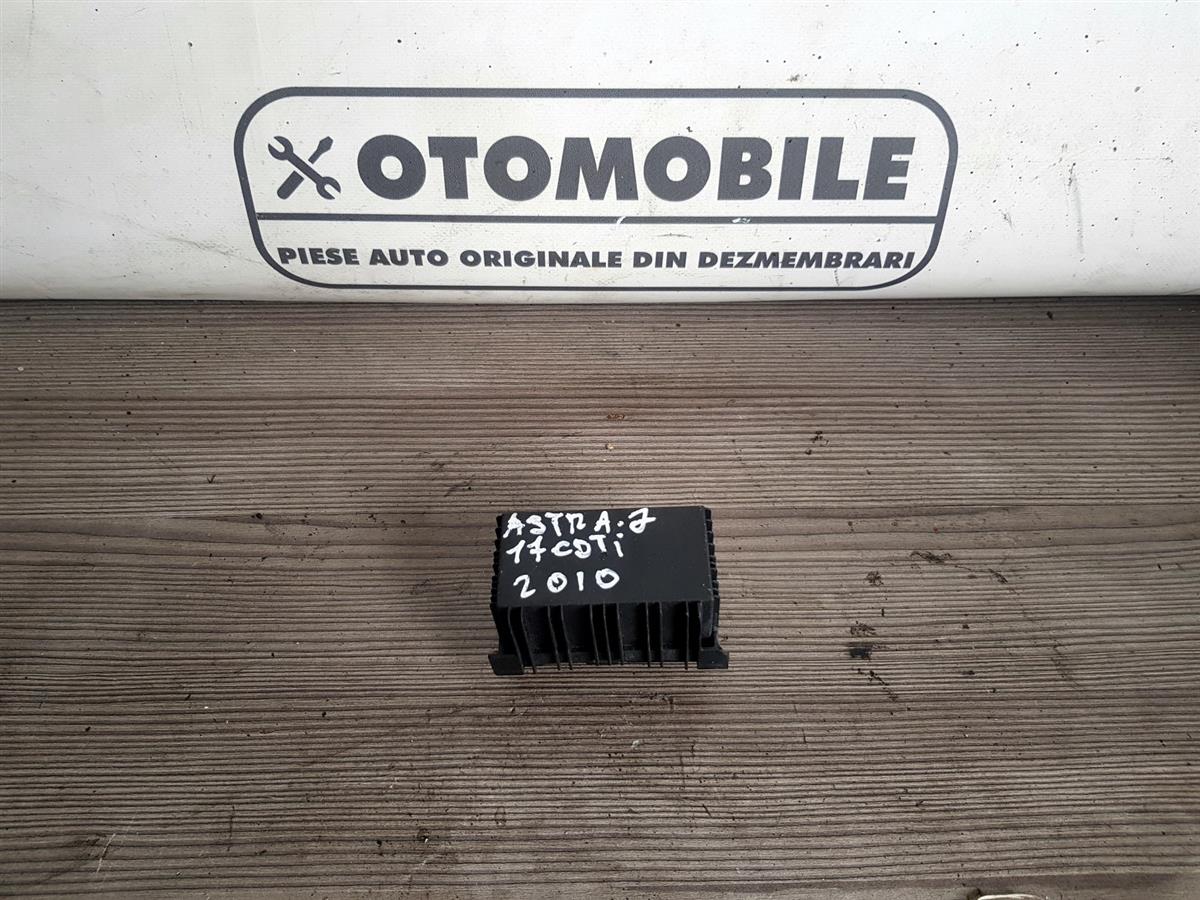 OTOMOBILE
PIESE AUTO ORIGINALE DIN DEZMEMBRARI
ASTRA.J
17CDTi
2010